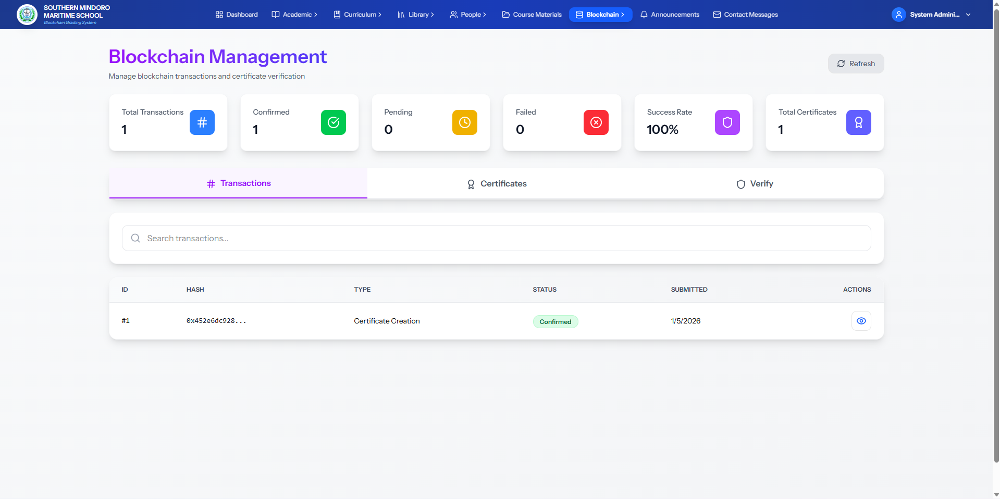 SOUTHERN MINDORO
MARITIME SCHOOL
Blockchain Grading System
Dashboard
Academic
Curriculum
Library
People
Course Materials
Blockchain
Announcements
Contact Messages
System Admini...
Blockchain Management
Manage blockchain transactions and certificate verification
Refresh
Total Transactions
1
Confirmed
1
Pending
0
Failed
0
Success Rate
100%
Total Certificates
1
Transactions
Certificates
Verify
Search transactions...
ID HASH TYPE STATUS SUBMITTED ACTIONS
#1 0x452e6dc928... Certificate Creation Confirmed 1/5/2026